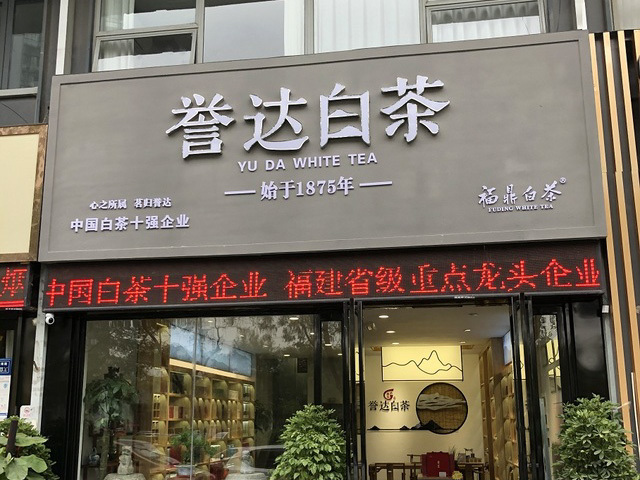 誉达白茶
YU DA WHITE TEA
始于1875年
心之所属 茗归誉达
中国白茶十强企业
福鼎白茶®
FUDING WHITE TEA
中国白茶十强企业 福建省级重点龙头企业
誉达白茶